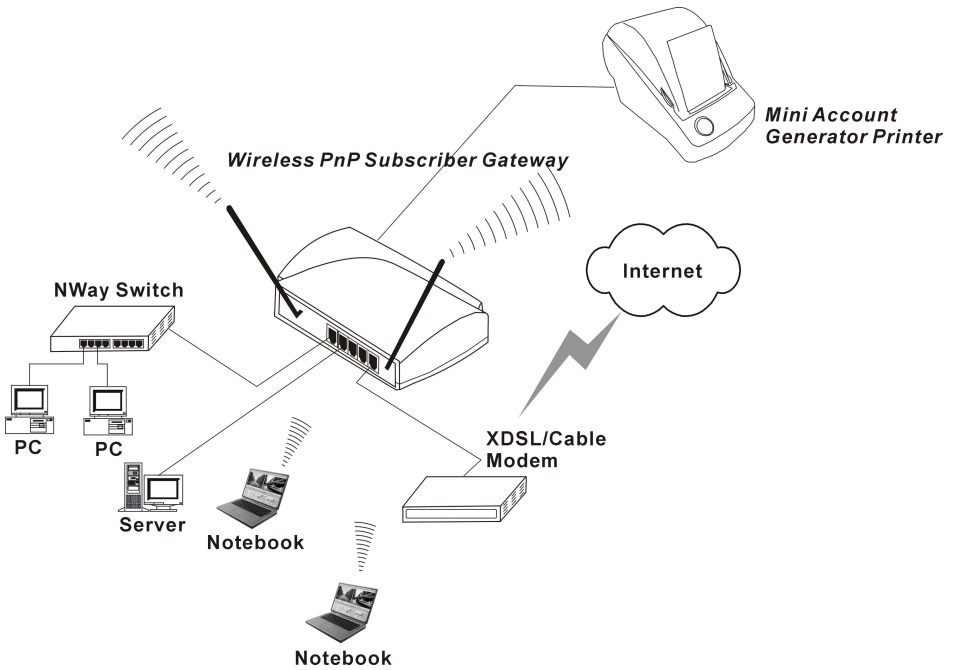 Mini Account
Generator Printer
Wireless PnP Subscriber Gateway
Internet
NWay Switch
PC
PC
XDSL/Cable
Modem
Server
Notebook
Notebook